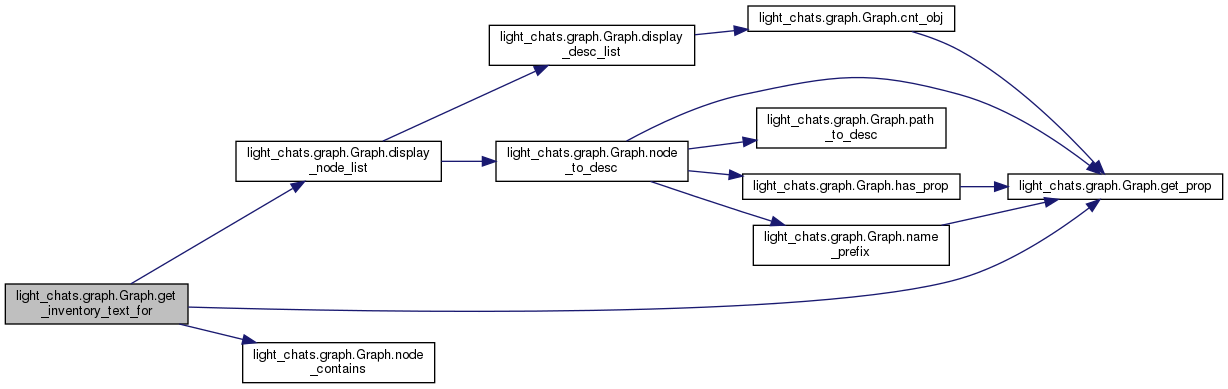 light_chats.graph.Graph.get
_inventory_text_for
light_chats.graph.Graph.display
_node_list
light_chats.graph.Graph.node
_contains
light_chats.graph.Graph.display
_desc_list
light_chats.graph.Graph.node
_to_desc
light_chats.graph.Graph.cnt_obj
light_chats.graph.Graph.path
_to_desc
light_chats.graph.Graph.has_prop
light_chats.graph.Graph.name
_prefix
light_chats.graph.Graph.get_prop